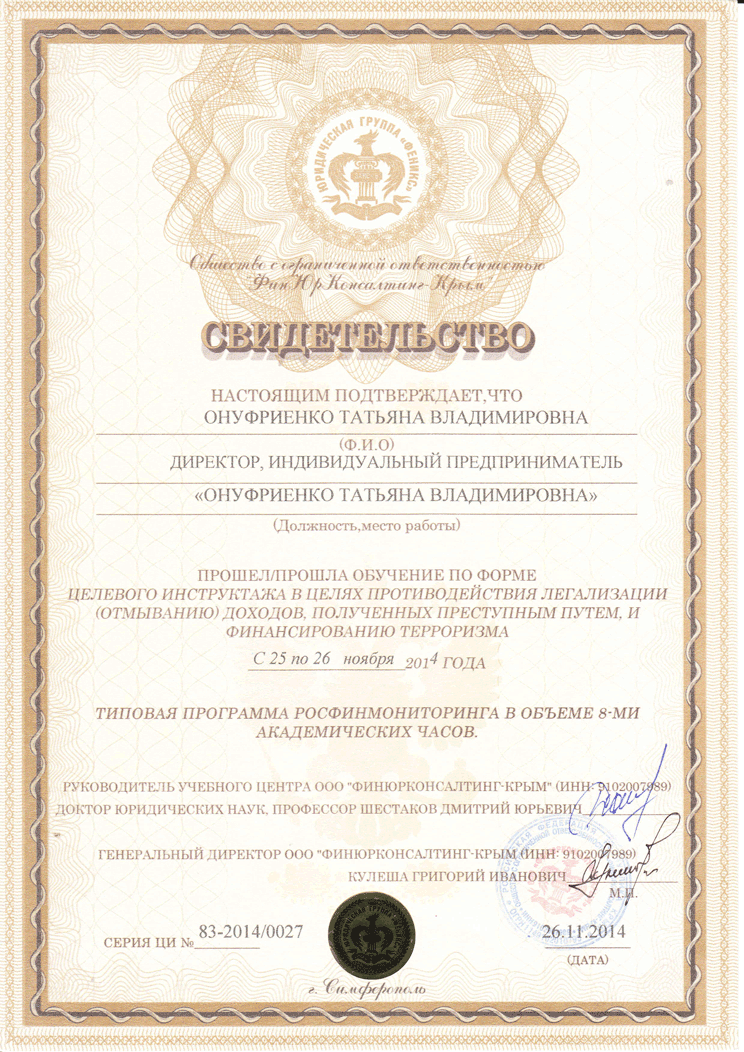 ЮРИДИЧЕСКАЯ ГРУППА «ФЕНИКС»
Общество с ограниченной ответственностью
ФинЮрКонсалтинг-Крым
СВИДЕТЕЛЬСТВО
НАСТОЯЩИМ ПОДТВЕРЖДАЕТ,ЧТО
ОНУФРИЕНКО ТАТЬЯНА ВЛАДИМИРОВНА
(Ф.И.О)
ДИРЕКТОР, ИНДИВИДУАЛЬНЫЙ ПРЕДПРИНИМАТЕЛЬ
«ОНУФРИЕНКО ТАТЬЯНА ВЛАДИМИРОВНА»
(Должность,место работы)
ПРОШЕЛ/ПРОШЛА ОБУЧЕНИЕ ПО ФОРМЕ
ЦЕЛЕВОГО ИНСТРУКТАЖА В ЦЕЛЯХ ПРОТИВОДЕЙСТВИЯ ЛЕГАЛИЗАЦИИ
(ОТМЫВАНИЮ) ДОХОДОВ, ПОЛУЧЕННЫХ ПРЕСТУПНЫМ ПУТЕМ, И
ФИНАНСИРОВАНИЮ ТЕРРОРИЗМА
С 25 по 26 ноября 2014 ГОДА
ТИПОВАЯ ПРОГРАММА РОСФИНМОНИТОРИНГА В ОБЪЕМЕ 8-МИ
АКАДЕМИЧЕСКИХ ЧАСОВ.
РУКОВОДИТЕЛЬ УЧЕБНОГО ЦЕНТРА ООО "ФИНЮРКОНСАЛТИНГ-КРЫМ" (ИНН: 9102007989)
ДОКТОР ЮРИДИЧЕСКИХ НАУК, ПРОФЕССОР ШЕСТАКОВ ДМИТРИЙ ЮРЬЕВИЧ
ГЕНЕРАЛЬНЫЙ ДИРЕКТОР ООО "ФИНЮРКОНСАЛТИНГ-КРЫМ (ИНН: 9102007989)
КУЛЕША ГРИГОРИЙ ИВАНОВИЧ
М.П.
СЕРИЯ ЦИ № 83-2014/0027
ЮРИДИЧЕСКАЯ ГРУППА «ФЕНИКС»
26.11.2014
(ДАТА)
г. Симферополь